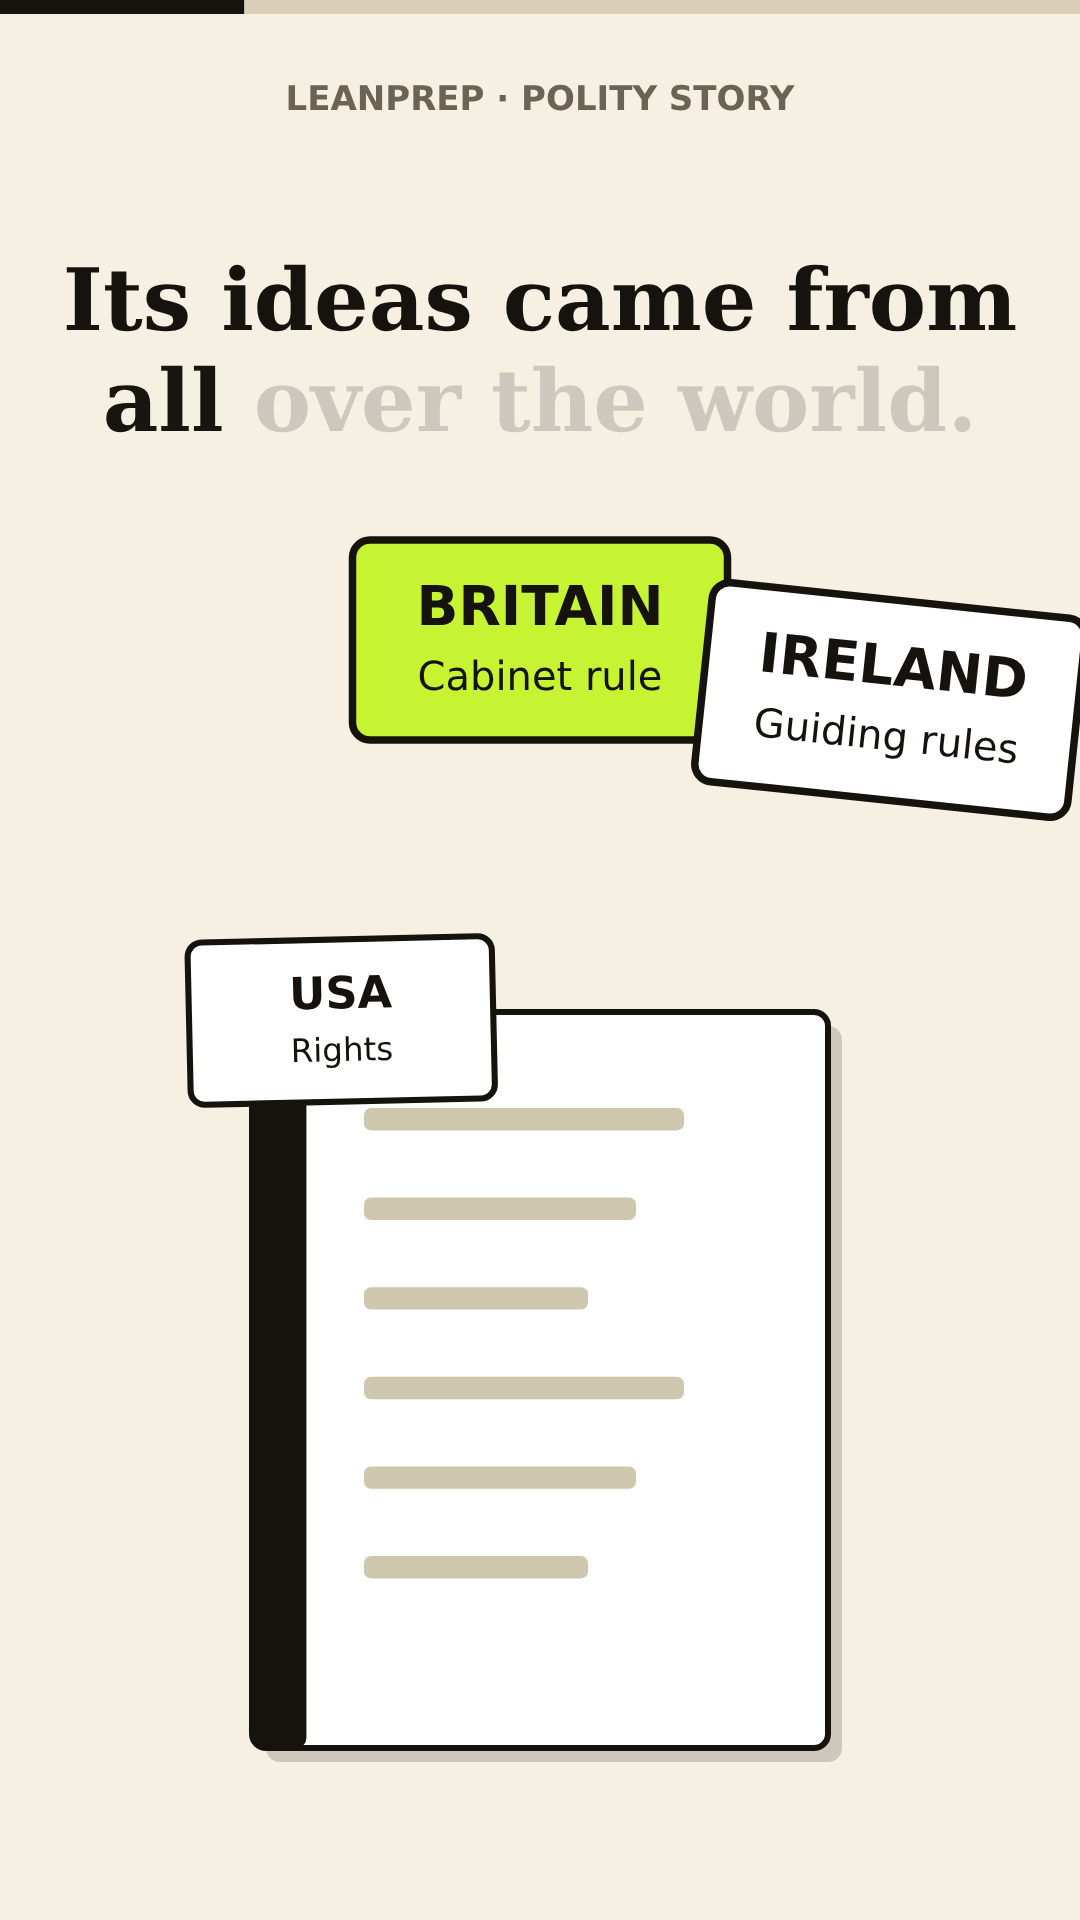 LEANPREP · POLITY STORY
Its ideas came from
all over the world.
BRITAIN
Cabinet rule
IRELAND
Guiding rules
USA
Rights